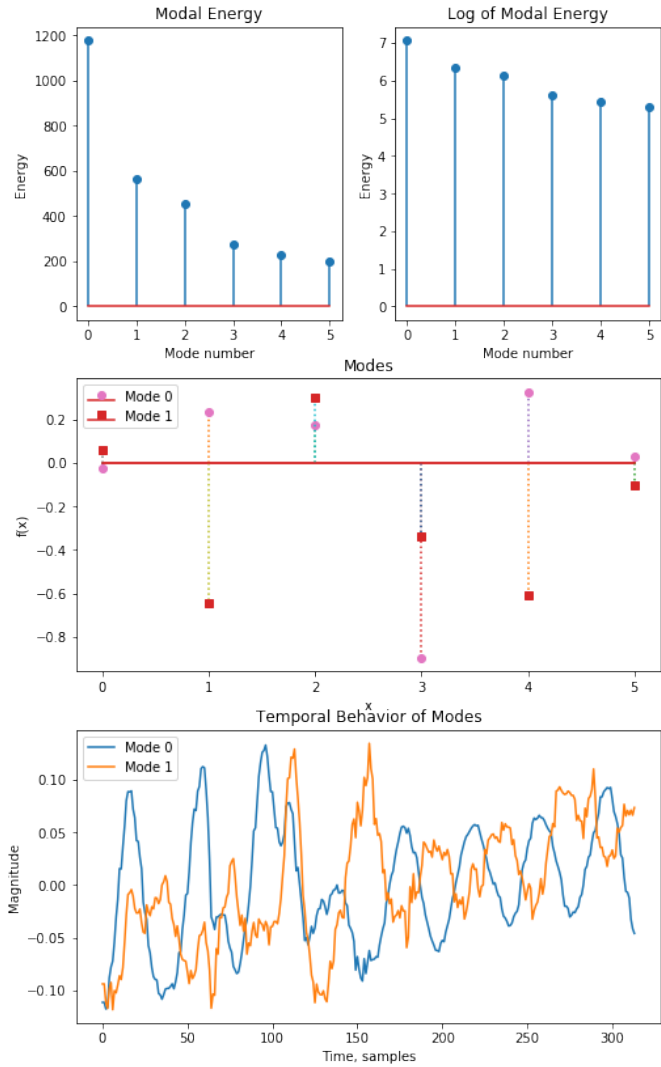 Modal Energy
1200
1000
800
600
400
200
0
Energy
0 1 2 3 4 5
Mode number
Log of Modal Energy
7
6
5
4
3
2
1
0
Energy
0 1 2 3 4 5
Mode number
Modes
Mode 0
Mode 1
0.2
0.0
−0.2
−0.4
−0.6
−0.8
f(x)
0 1 2 3 4 5
x
Temporal Behavior of Modes
Mode 0
Mode 1
0.10
0.05
0.00
−0.05
−0.10
Magnitude
0 50 100 150 200 250 300
Time, samples